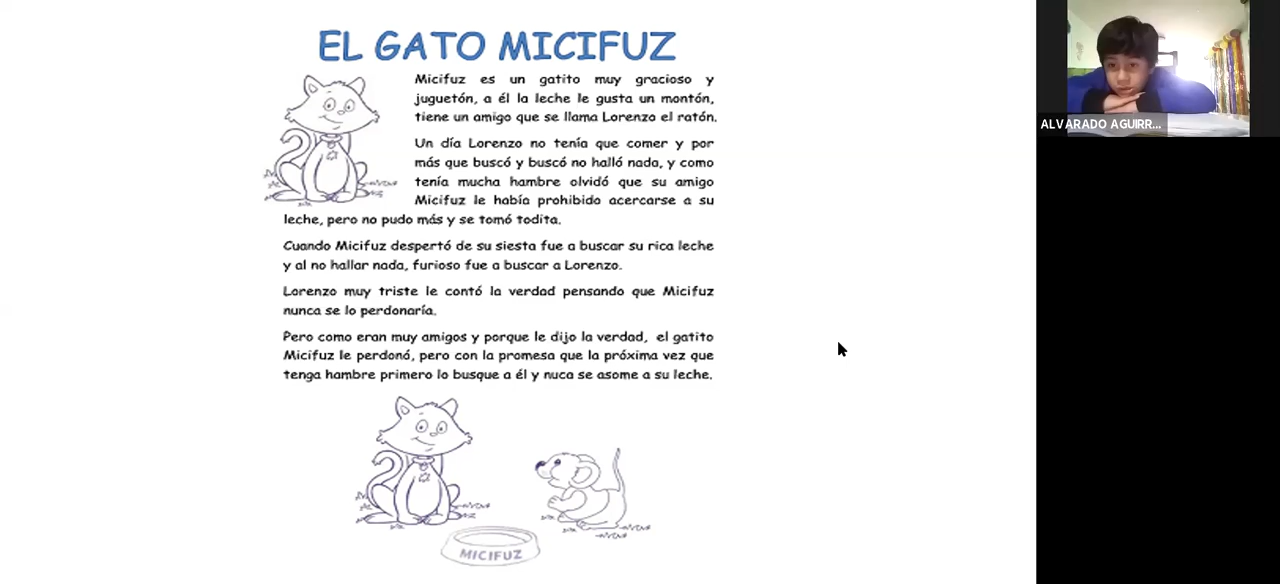 EL GATO MICIFUZ
Micifuz es un gatito muy gracioso y
juguetón, a él la leche le gusta un montón,
tiene un amigo que se llama Lorenzo el ratón.
Un día Lorenzo no tenía que comer y por
más que buscó y buscó no halló nada, y como
tenía mucha hambre olvidó que su amigo
Micifuz le había prohibido acercarse a su
leche, pero no pudo más y se tomó todita.
Cuando Micifuz despertó de su siesta fue a buscar su rica leche
y al no hallar nada, furioso fue a buscar a Lorenzo.
Lorenzo muy triste le contó la verdad pensando que Micifuz
nunca se lo perdonaría.
Pero como eran muy amigos y porque le dijo la verdad, el gatito
Micifuz le perdonó, pero con la promesa que la próxima vez que
tenga hambre primero lo busque a él y nuca se asome a su leche.
MICIFUZ
ALVARADO AGUIRR...